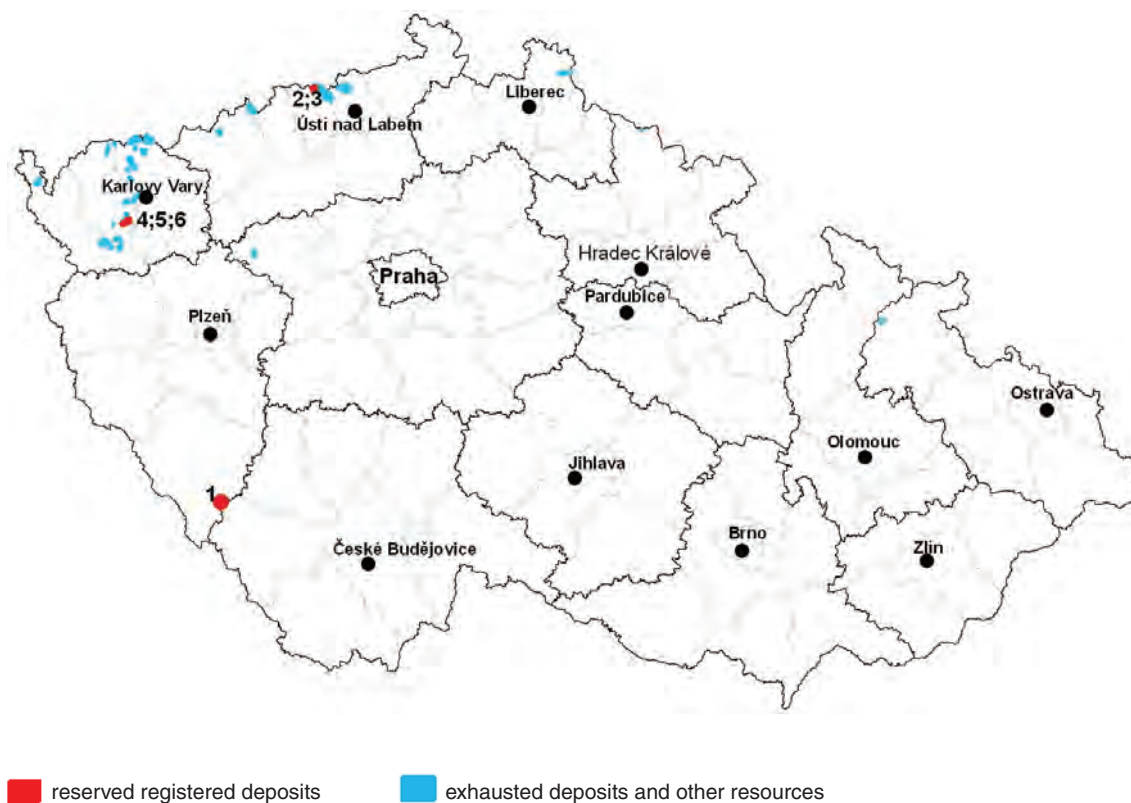 2;3
Ústí nad Labem
Liberec
Karlovy Vary
4;5;6
Hradec Králové
Praha
Pardubice
Plzeň
Ostrava
Olomouc
Jihlava
1
Brno
České Budějovice
Zlín
reserved registered deposits
exhausted deposits and other resources